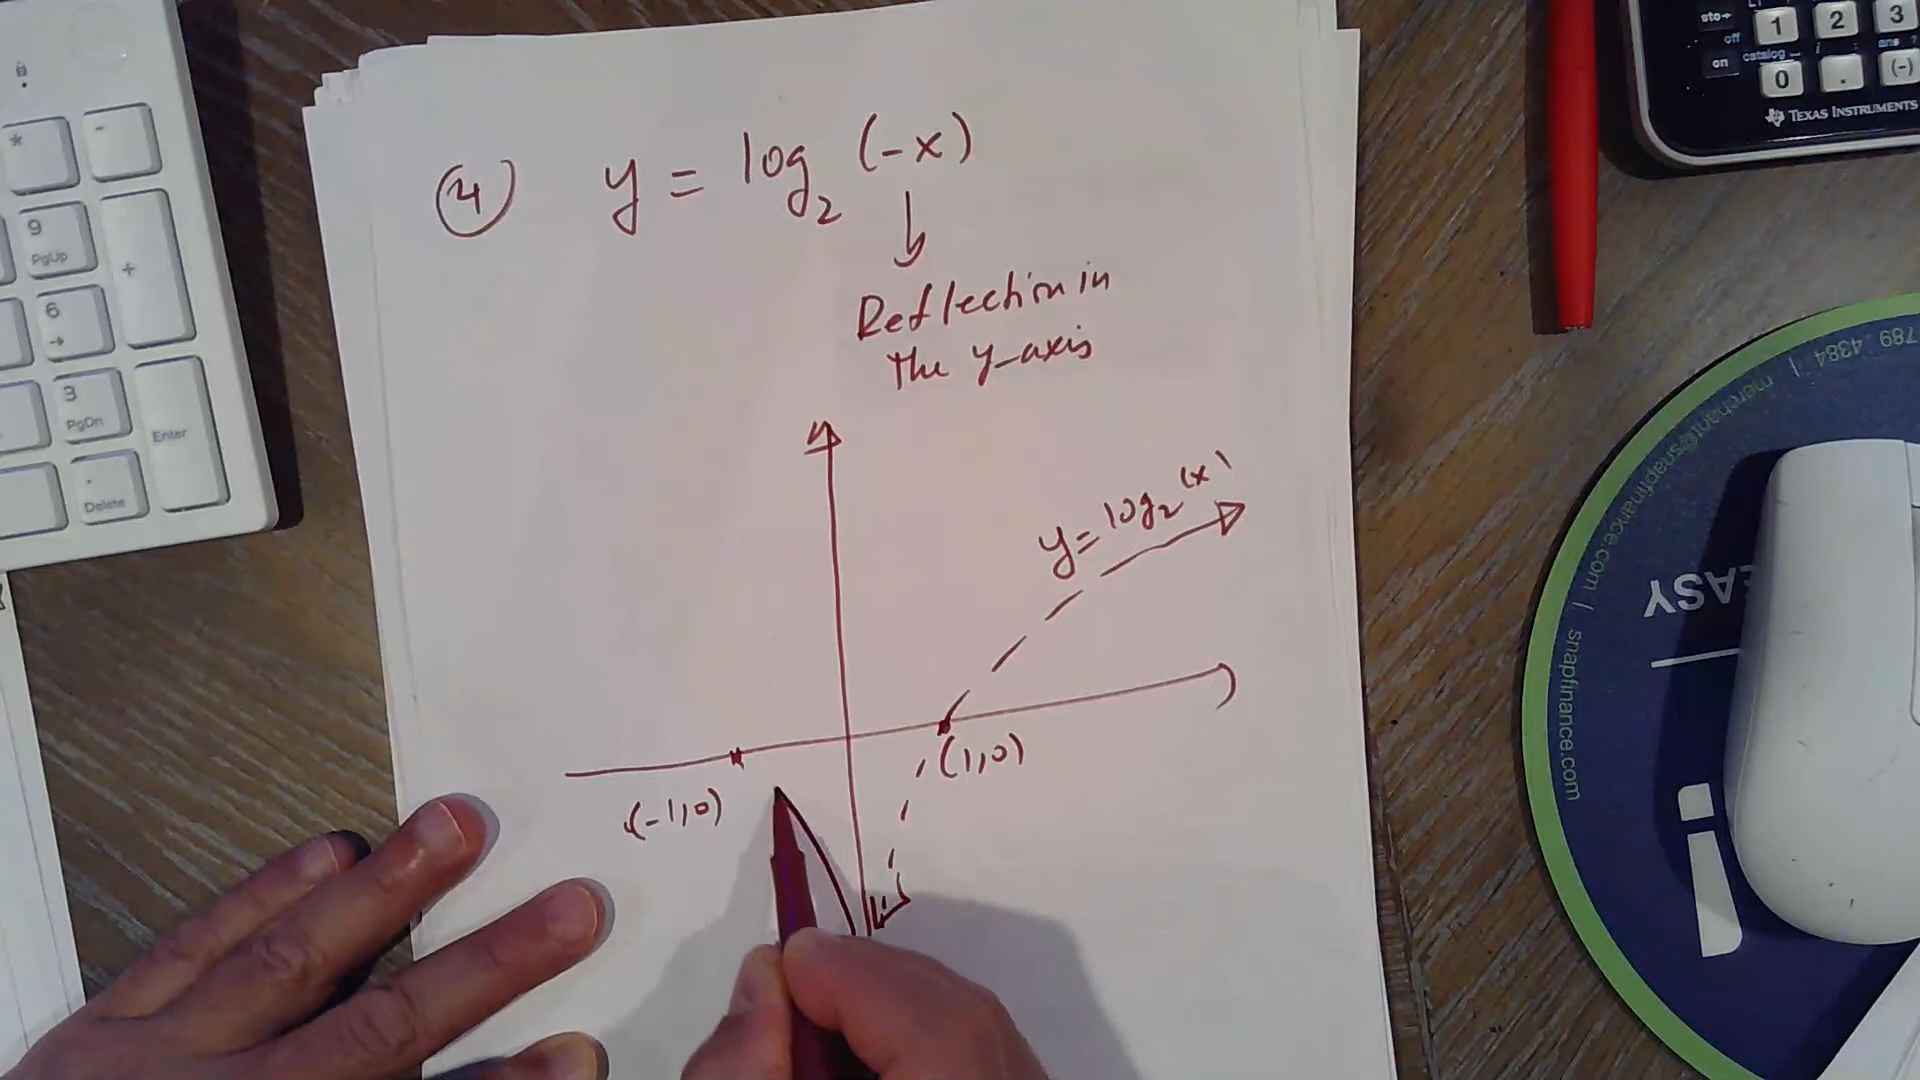 ④ y = log₂ (-x)
Reflection in
the y-axis
y = log₂ (x)
(1,0)
(-1,0)
*
-
9
PgUp
+
6
→
3
PgDn
Enter
.
Delete
sto→
off
on
catalog
i
:
ans
?
1
2
3
0
.
(-)
TEXAS INSTRUMENTS
789.4384 | merchant@snapfinance.com | snapfinance.com
EASY